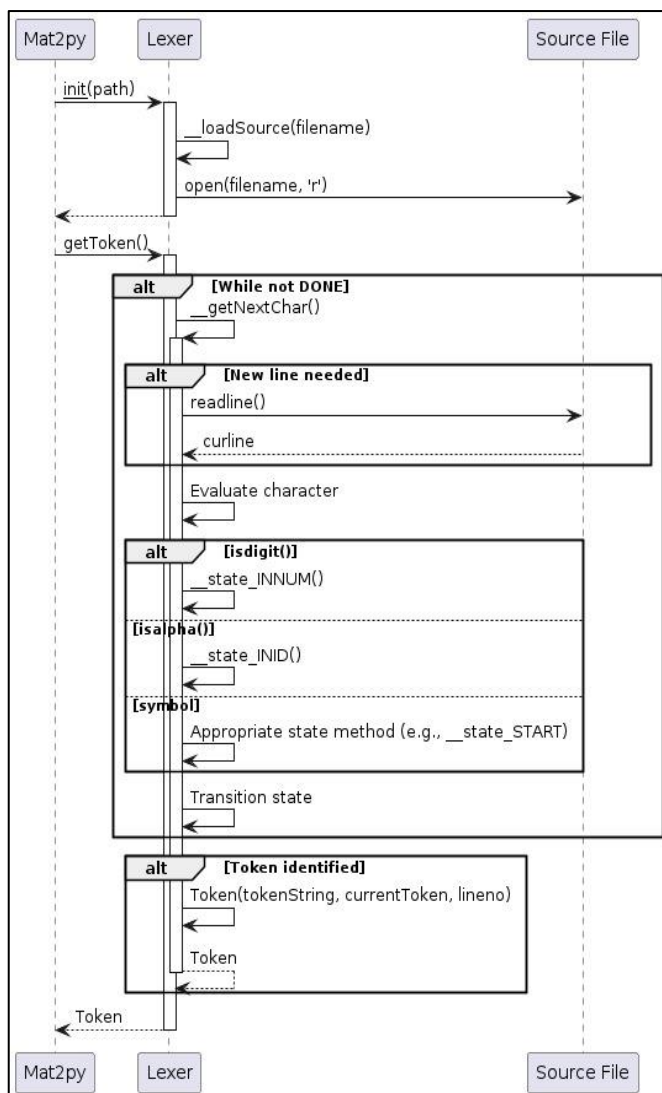 Mat2py Lexer Source File
init(path)
__loadSource(filename)
open(filename, 'r')
getToken()
alt [While not DONE]
__getNextChar()
alt [New line needed]
readline()
curline
Evaluate character
alt [isdigit()]
__state_INNUM()
[isalpha()]
__state_INID()
[symbol]
Appropriate state method (e.g., __state_START)
Transition state
alt [Token identified]
Token(tokenString, currentToken, lineno)
Token
Token
Mat2py Lexer Source File